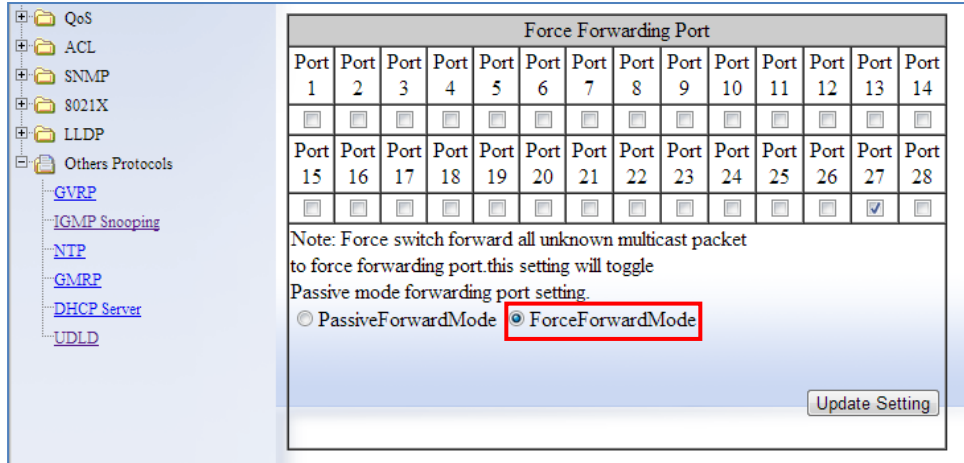 QoS
ACL
SNMP
8021X
LLDP
Others Protocols
GVRP
IGMP Snooping
NTP
GMRP
DHCP Server
UDLD
Force Forwarding Port
Port 1 Port 2 Port 3 Port 4 Port 5 Port 6 Port 7 Port 8 Port 9 Port 10 Port 11 Port 12 Port 13 Port 14
Port 15 Port 16 Port 17 Port 18 Port 19 Port 20 Port 21 Port 22 Port 23 Port 24 Port 25 Port 26 Port 27 Port 28
Note: Force switch forward all unknown multicast packet
to force forwarding port.this setting will toggle
Passive mode forwarding port setting.
PassiveForwardMode ForceForwardMode
Update Setting